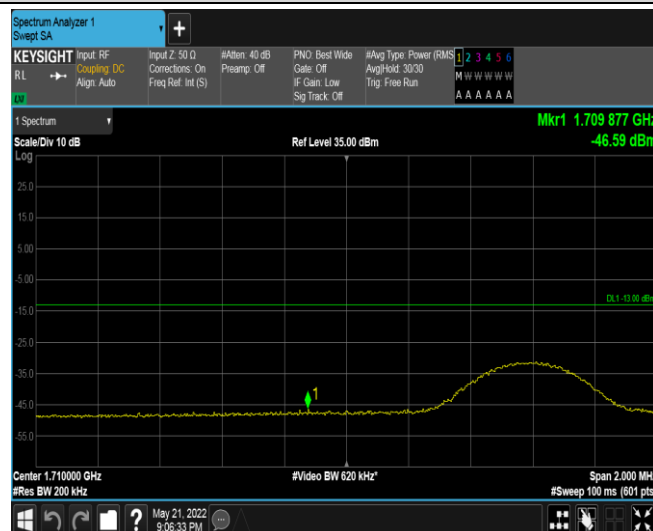 Spectrum Analyzer 1
Swept SA
+
KEYSIGHT
RL
Input: RF
Coupling: DC
Align: Auto
Input Z: 50 Ω
Corrections: On
Freq Ref: Int (S)
#Atten: 40 dB
Preamp: Off
PNO: Best Wide
Gate: Off
IF Gain: Low
Sig Track: Off
#Avg Type: Power (RMS
Avg|Hold: 30/30
Trig: Free Run
1 2 3 4 5 6
M W W W W W
A A A A A A
1 Spectrum
Scale/Div 10 dB
Log
Ref Level 35.00 dBm
Mkr1 1.709 877 GHz
-46.59 dBm
25.0
15.0
5.00
-5.00
DL1 -13.00 dBm
-15.0
-25.0
-35.0
1
-45.0
-55.0
Center 1.710000 GHz
#Video BW 620 kHz*
Span 2.000 MHz
#Res BW 200 kHz
#Sweep 100 ms (601 pts
?
May 21, 2022
9:06:33 PM